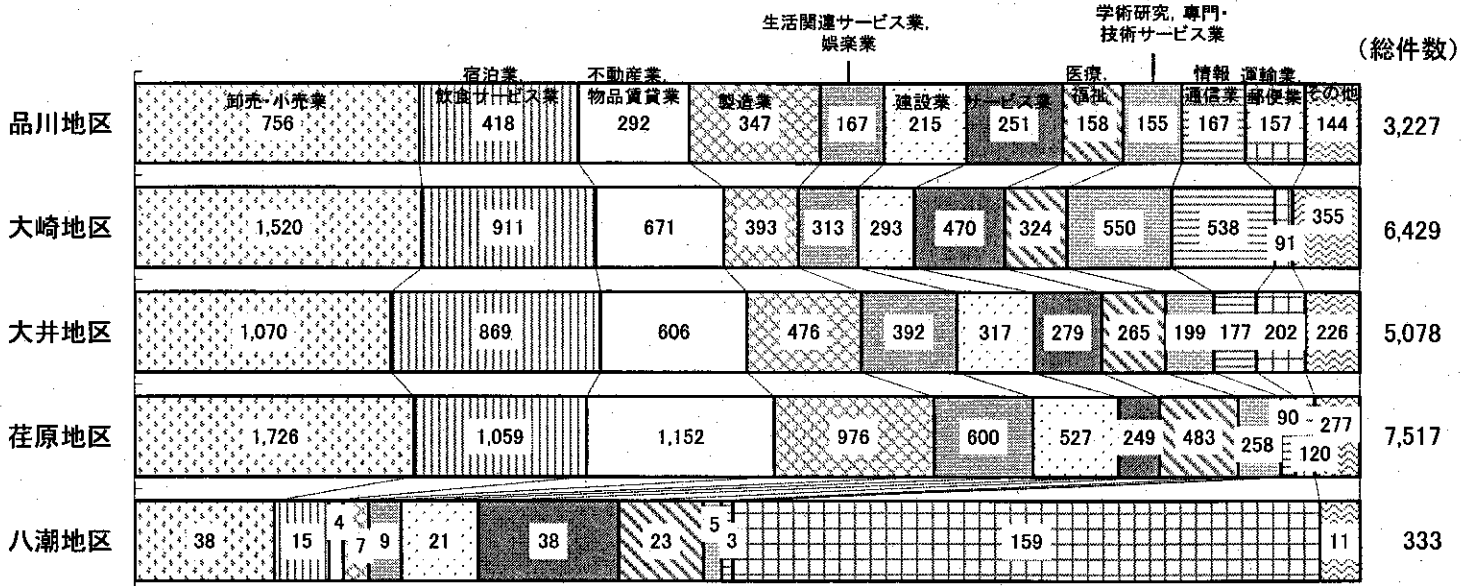 生活関連サービス業,
娯楽業
学術研究, 専門・
技術サービス業
(総件数)
卸売・小売業
宿泊業,
飲食サービス業
不動産業,
物品賃貸業
製造業
建設業
サービス業
医療,
福祉
情報
通信業
運輸業,
郵便業
その他
品川地区 756 418 292 347 167 215 251 158 155 167 157 144 3,227
大崎地区 1,520 911 671 393 313 293 470 324 550 538 91 355 6,429
大井地区 1,070 869 606 476 392 317 279 265 199 177 202 226 5,078
荏原地区 1,726 1,059 1,152 976 600 527 249 483 258 90 120 277 7,517
八潮地区 38 15 4 7 9 21 38 23 5 3 159 11 333